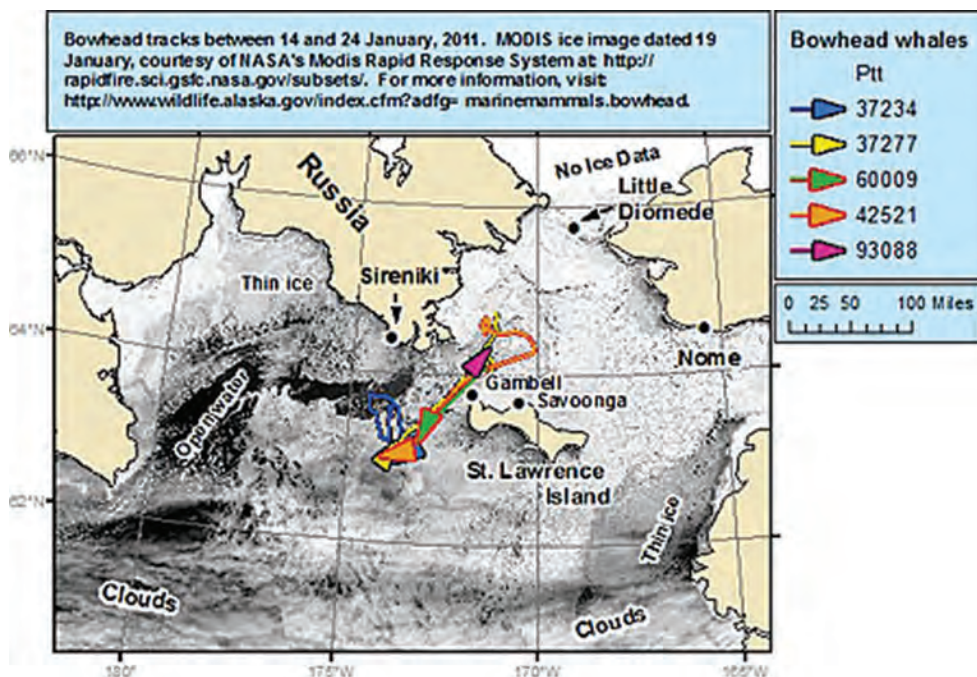 Bowhead tracks between 14 and 24 January, 2011. MODIS ice image dated 19
January, courtesy of NASA's Modis Rapid Response System at: http://
rapidfire.sci.gsfc.nasa.gov/subsets/. For more information, visit:
http://www.wildlife.alaska.gov/index.cfm?adfg= marinemammals.bowhead.
Bowhead whales
Ptt
37234
37277
60009
42521
93088
0 25 50 100 Miles
66°N
Russia
No Ice Data
Little
Diomede
Thin ice
Sireniki
64°N
Nome
Gambell
Savoonga
Open water
St. Lawrence
Island
62°N
Thin ice
Clouds
Clouds
180°
175°W
170°W
165°W